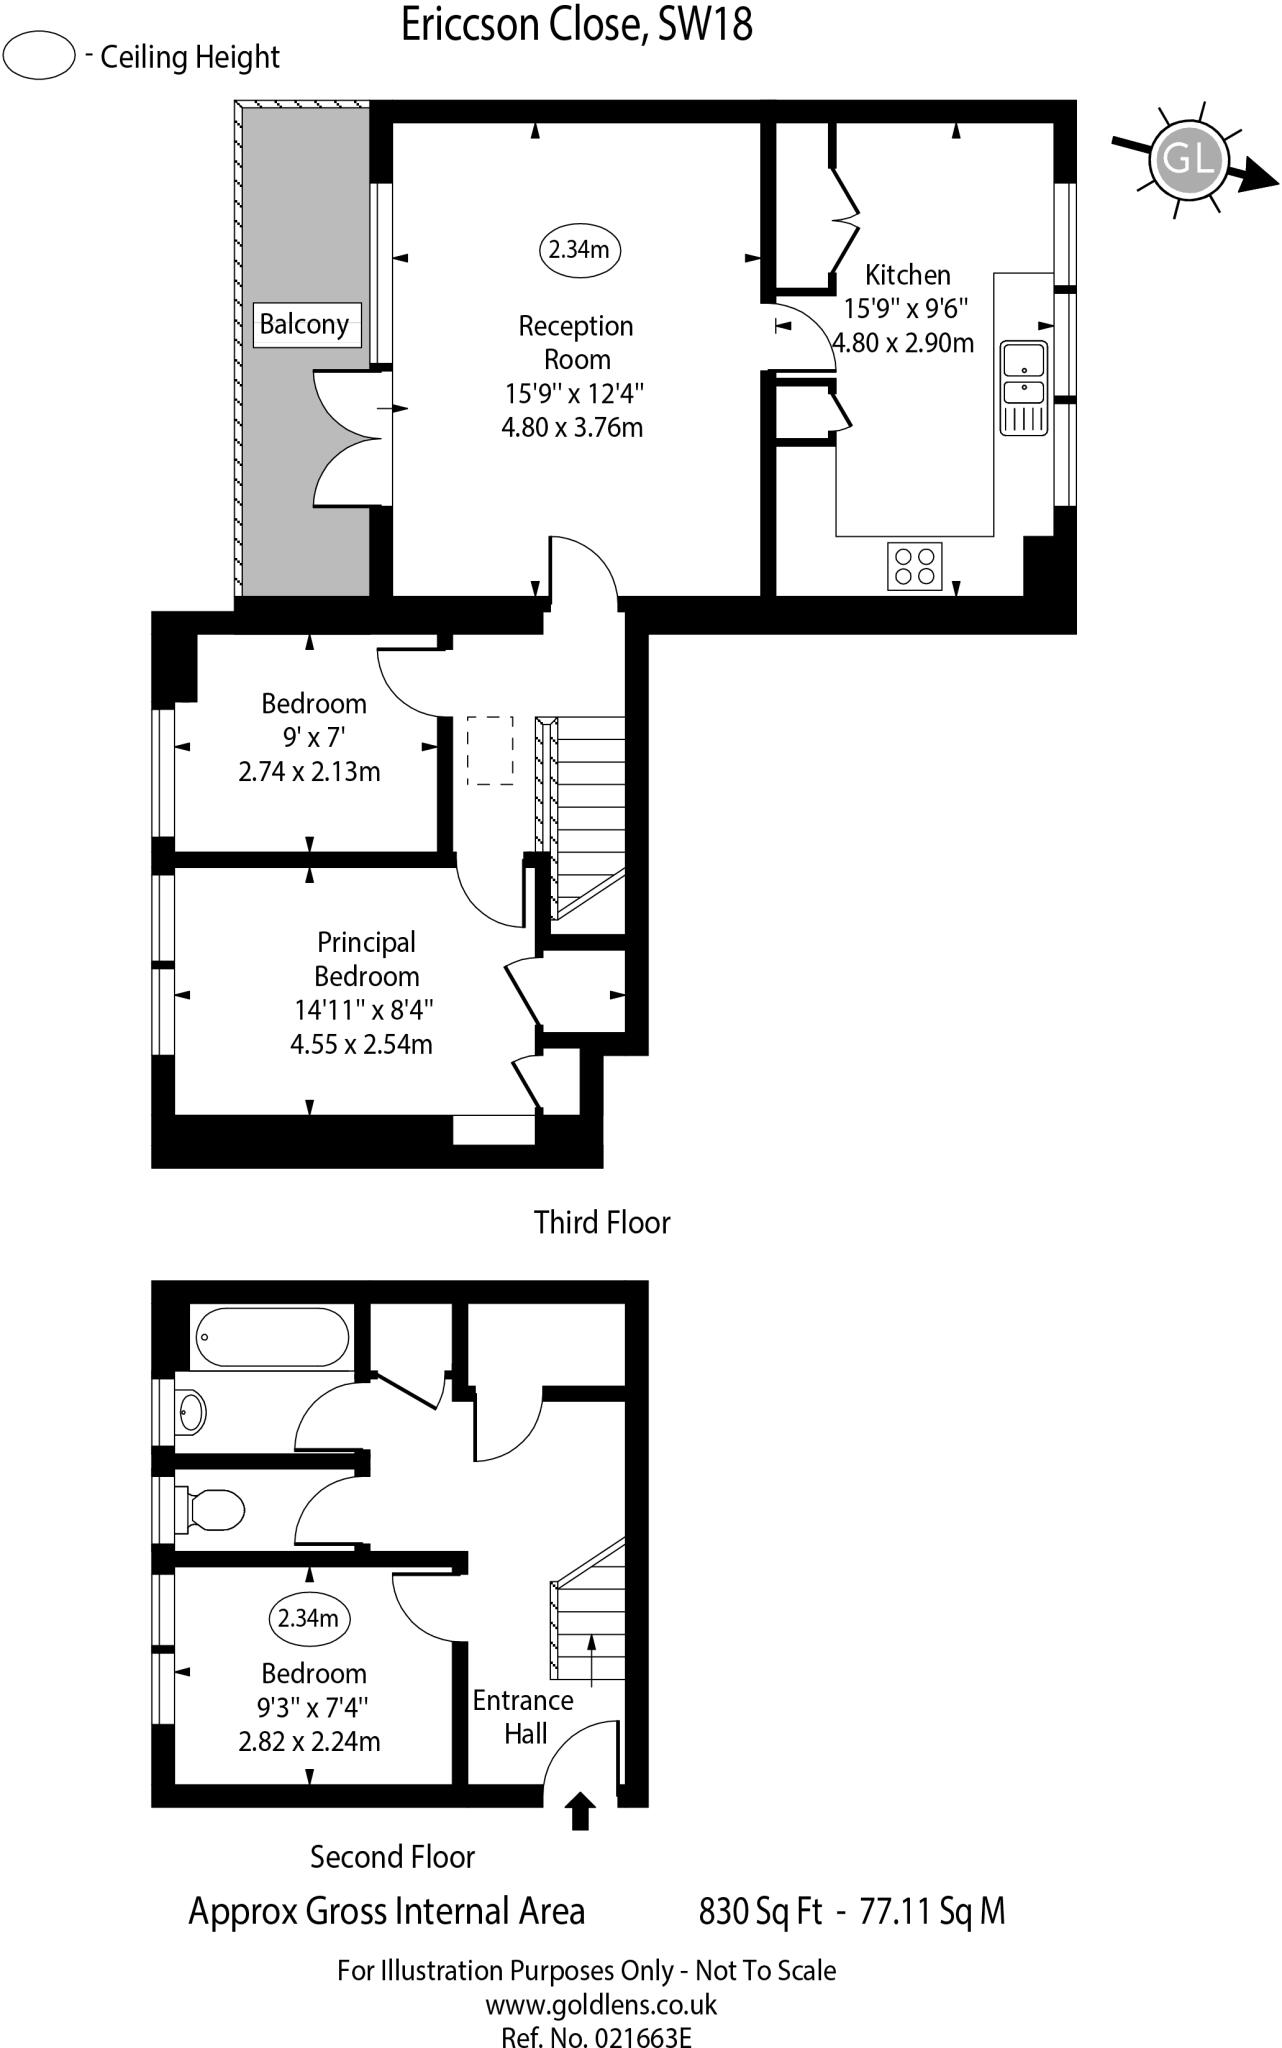 Ericcson Close, SW18
- Ceiling Height
GL
2.34m
Balcony
Reception
Room
15'9" x 12'4"
4.80 x 3.76m
Kitchen
15'9" x 9'6"
4.80 x 2.90m
Bedroom
9' x 7'
2.74 x 2.13m
Principal
Bedroom
14'11" x 8'4"
4.55 x 2.54m
Third Floor
2.34m
Bedroom
9'3" x 7'4"
2.82 x 2.24m
Entrance
Hall
Second Floor
Approx Gross Internal Area 830 Sq Ft - 77.11 Sq M
For Illustration Purposes Only - Not To Scale
www.goldlens.co.uk
Ref. No. 021663E